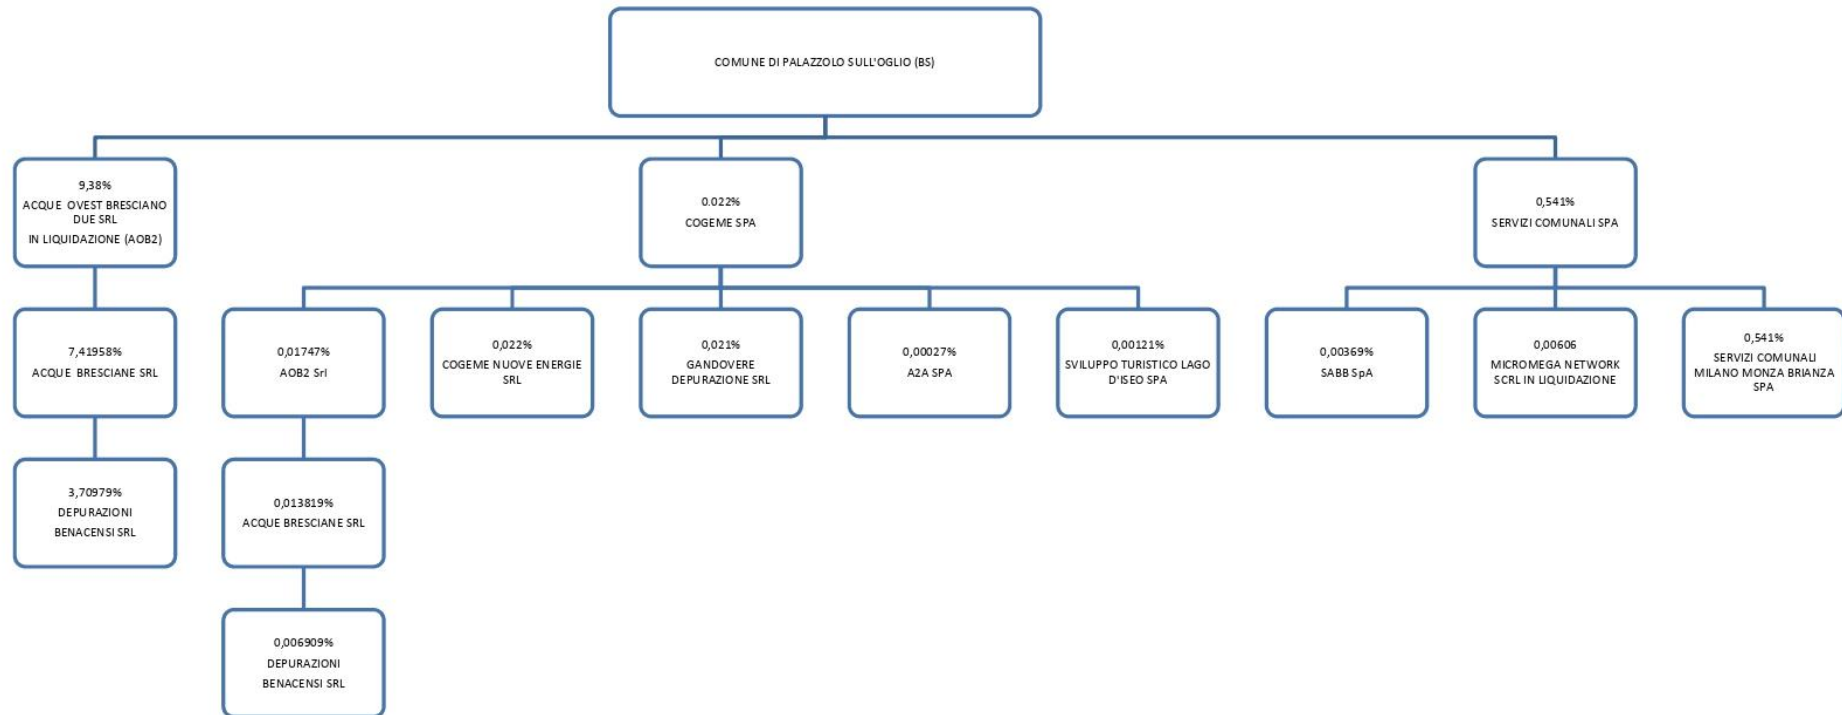 COMUNE DI PALAZZOLO SULL'OGLIO (BS)
9,38%
ACQUE OVEST BRESCIANO
DUE SRL
IN LIQUIDAZIONE (AOB2)
0.022%
COGEME SPA
0,541%
SERVIZI COMUNALI SPA
7,41958%
ACQUE BRESCIANE SRL
0,01747%
AOB2 Srl
0,022%
COGEME NUOVE ENERGIE
SRL
0,021%
GANDOVERE
DEPURAZIONE SRL
0,00027%
A2A SPA
0,00121%
SVILUPPO TURISTICO LAGO
D'ISEO SPA
0,00369%
SABB SpA
0,00606
MICROMEGA NETWORK
SCRL IN LIQUIDAZIONE
0,541%
SERVIZI COMUNALI
MILANO MONZA BRIANZA
SPA
3,70979%
DEPURAZIONI
BENACENSI SRL
0,013819%
ACQUE BRESCIANE SRL
0,006909%
DEPURAZIONI
BENACENSI SRL